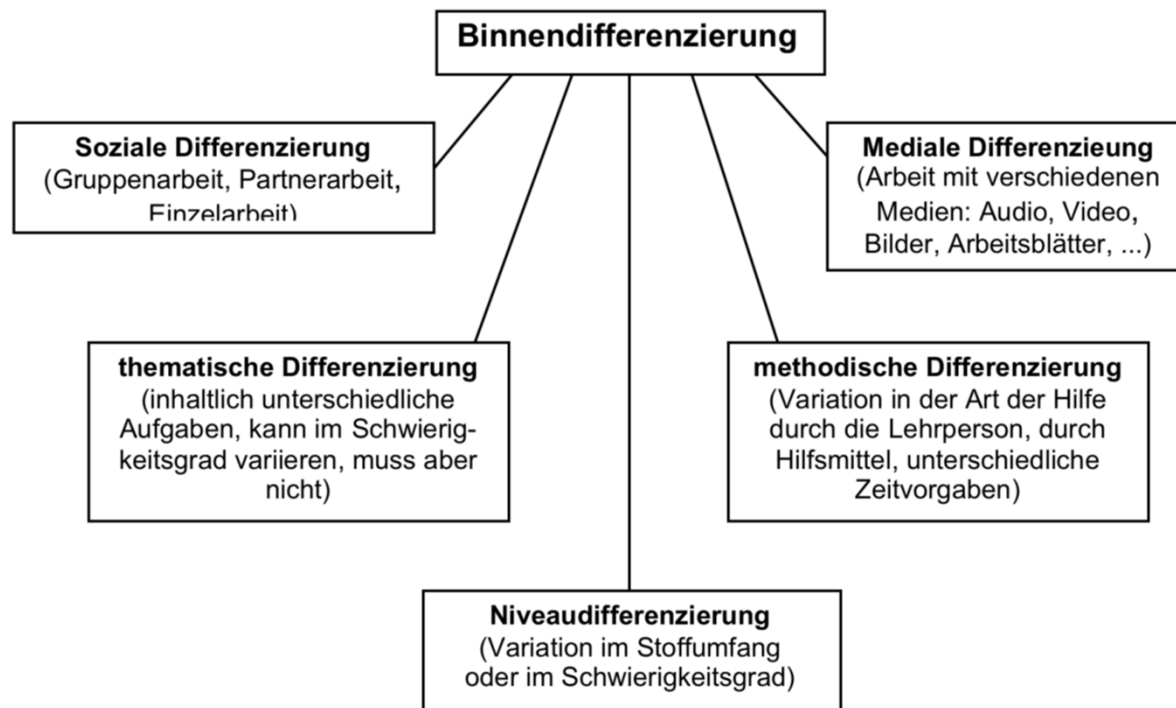 Binnendifferenzierung
Soziale Differenzierung
(Gruppenarbeit, Partnerarbeit,
Einzelarbeit)
Mediale Differenzieung
(Arbeit mit verschiedenen
Medien: Audio, Video,
Bilder, Arbeitsblätter, ...)
thematische Differenzierung
(inhaltlich unterschiedliche
Aufgaben, kann im Schwierig-
keitsgrad variieren, muss aber
nicht)
methodische Differenzierung
(Variation in der Art der Hilfe
durch die Lehrperson, durch
Hilfsmittel, unterschiedliche
Zeitvorgaben)
Niveaudifferenzierung
(Variation im Stoffumfang
oder im Schwierigkeitsgrad)